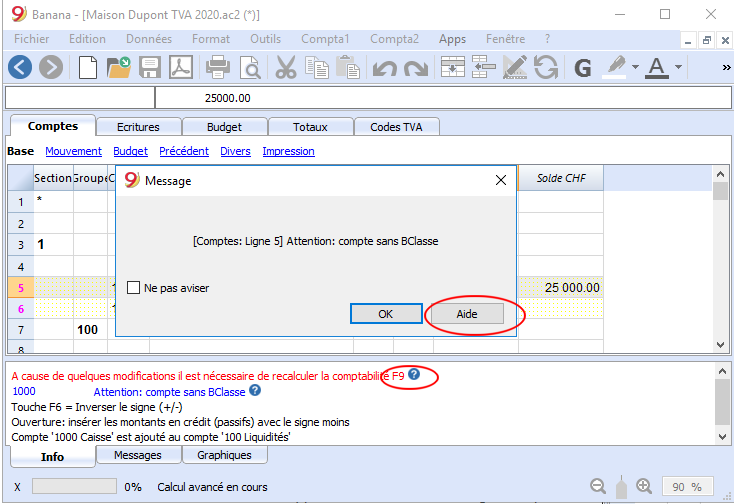 9 Banana - [Maison Dupont TVA 2020.ac2 (*)]
Fichier Edition Données Format Outils Compta1 Compta2 Apps Fenêtre ?
G A »
25000.00
Comptes Ecritures Budget Totaux Codes TVA
Base Mouvement Budget Précédent Divers Impression
Section Groupe C Solde CHF
1 *
2
3 1
4
5 1 25 000.00
6 1
7 100
8
9 Message
[Comptes: Ligne 5] Attention: compte sans BClasse
Ne pas aviser
OK Aide
A cause de quelques modifications il est nécessaire de recalculer la comptabilité F9 ?
1000 Attention: compte sans BClasse ?
Touche F6 = Inverser le signe (+/-)
Ouverture: insérer les montants en crédit (passifs) avec le signe moins
Compte '1000 Caisse' est ajouté au compte '100 Liquidités'
Info Messages Graphiques
X 0% Calcul avancé en cours 90 %